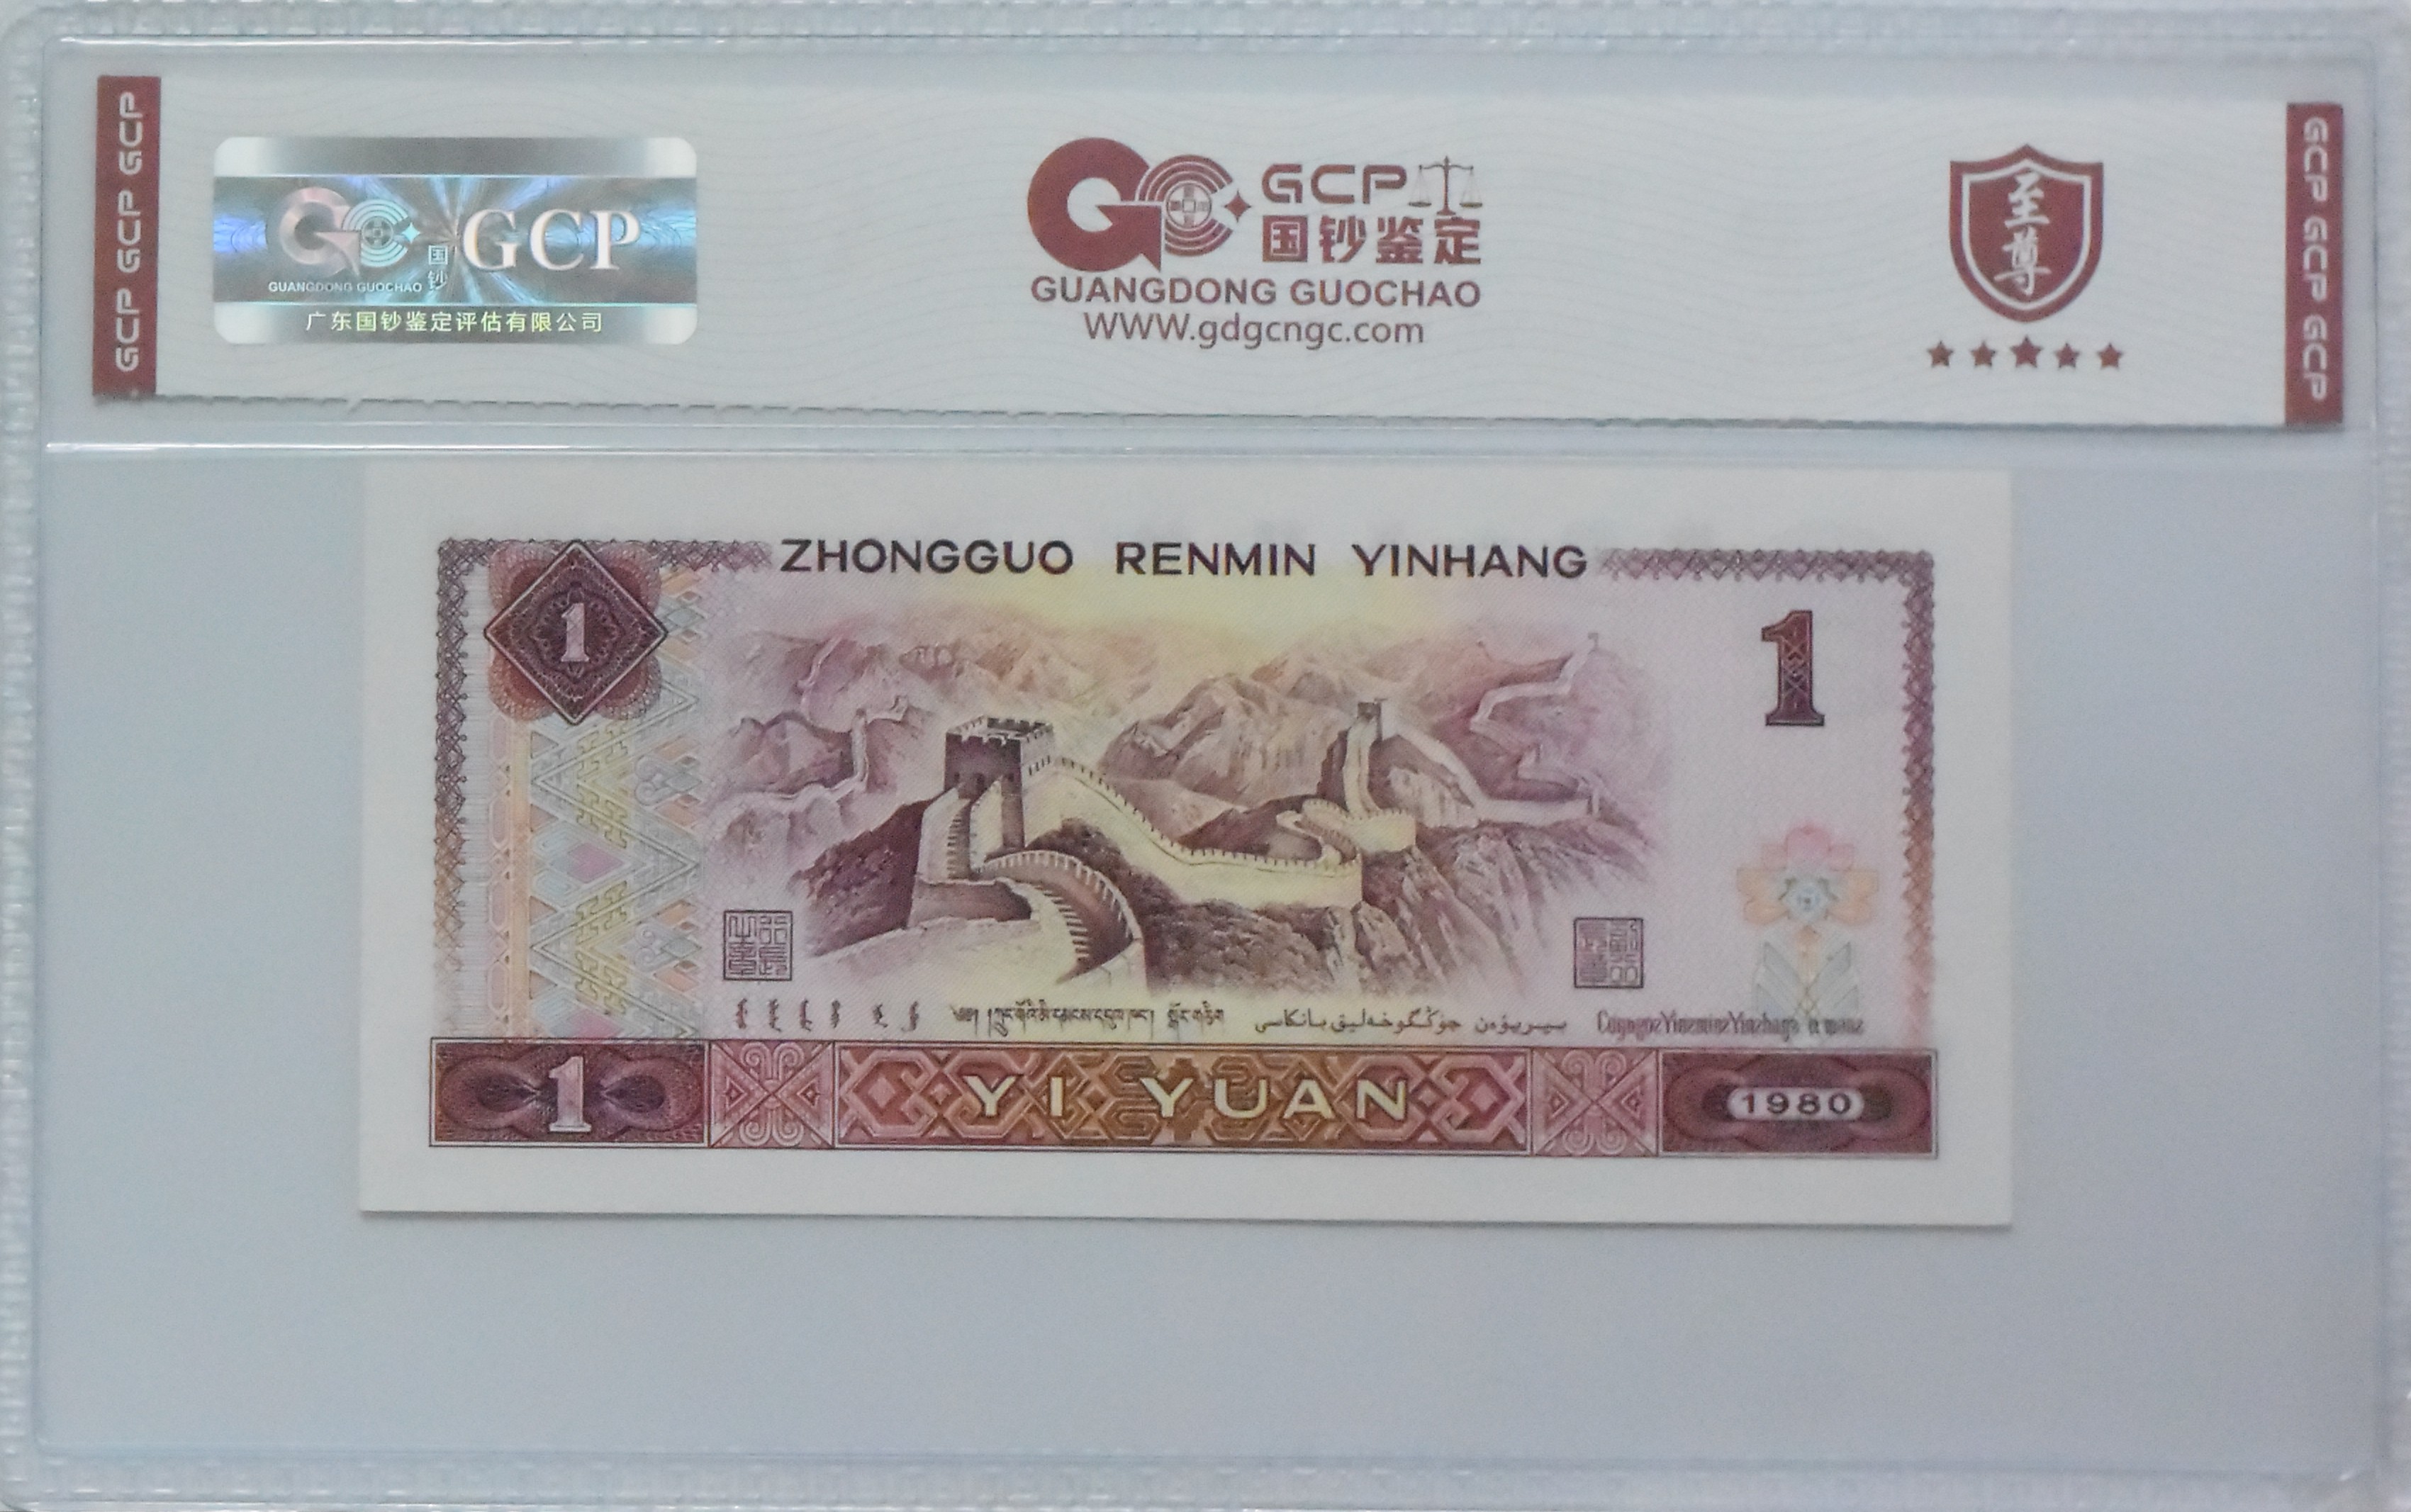 GCP GCP GCP
GUANGDONG GUOCHAO
国钞
GCP
广东国钞鉴定评估有限公司
GCP
国钞鉴定
GUANGDONG GUOCHAO
WWW.gdgcngc.com
至尊
GCP GCP GCP
ZHONGGUO RENMIN YINHANG
1
1
1
YI YUAN
1980